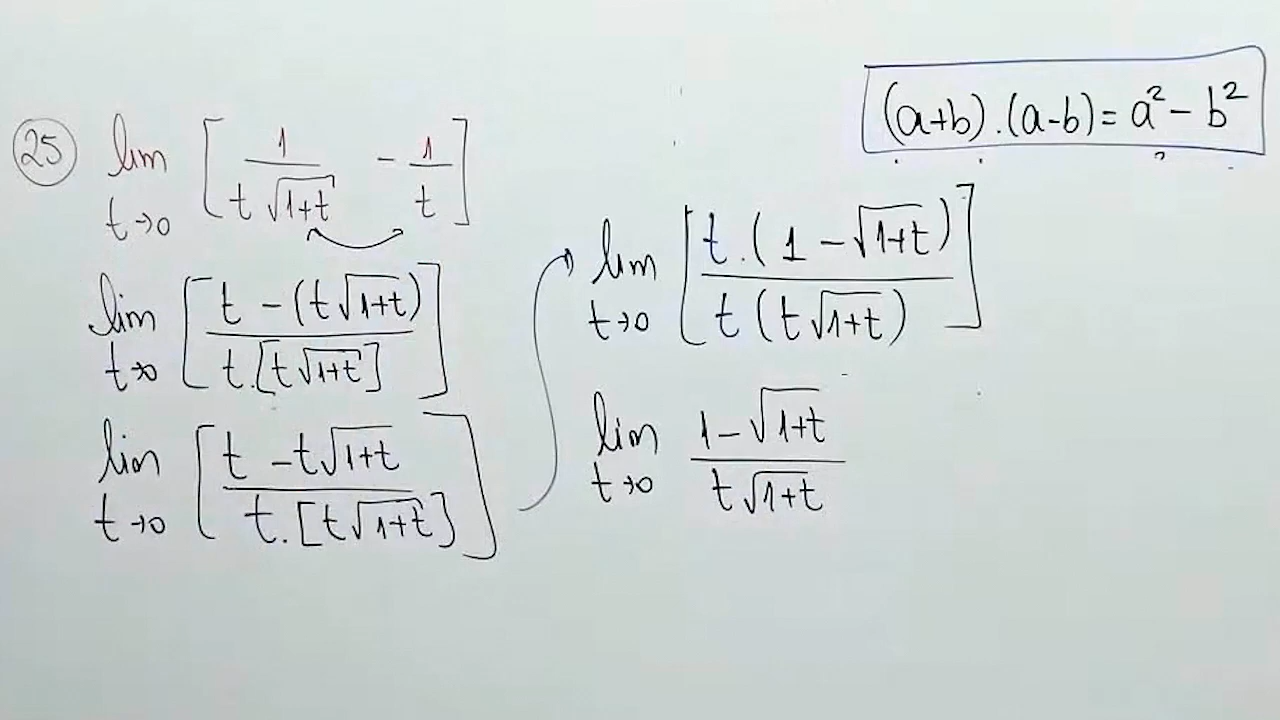 (a+b).(a-b) = a² - b²
25 lim t→0 [1/(t√(1+t)) - 1/t]
lim t→0 [(t - (t√(1+t)))/(t.[t√(1+t)])]
lim t→0 [(t - t√(1+t))/(t.[t√(1+t)])]
lim t→0 [(t.(1 - √(1+t)))/(t(t√(1+t)))]
lim t→0 (1 - √(1+t))/(t√(1+t))